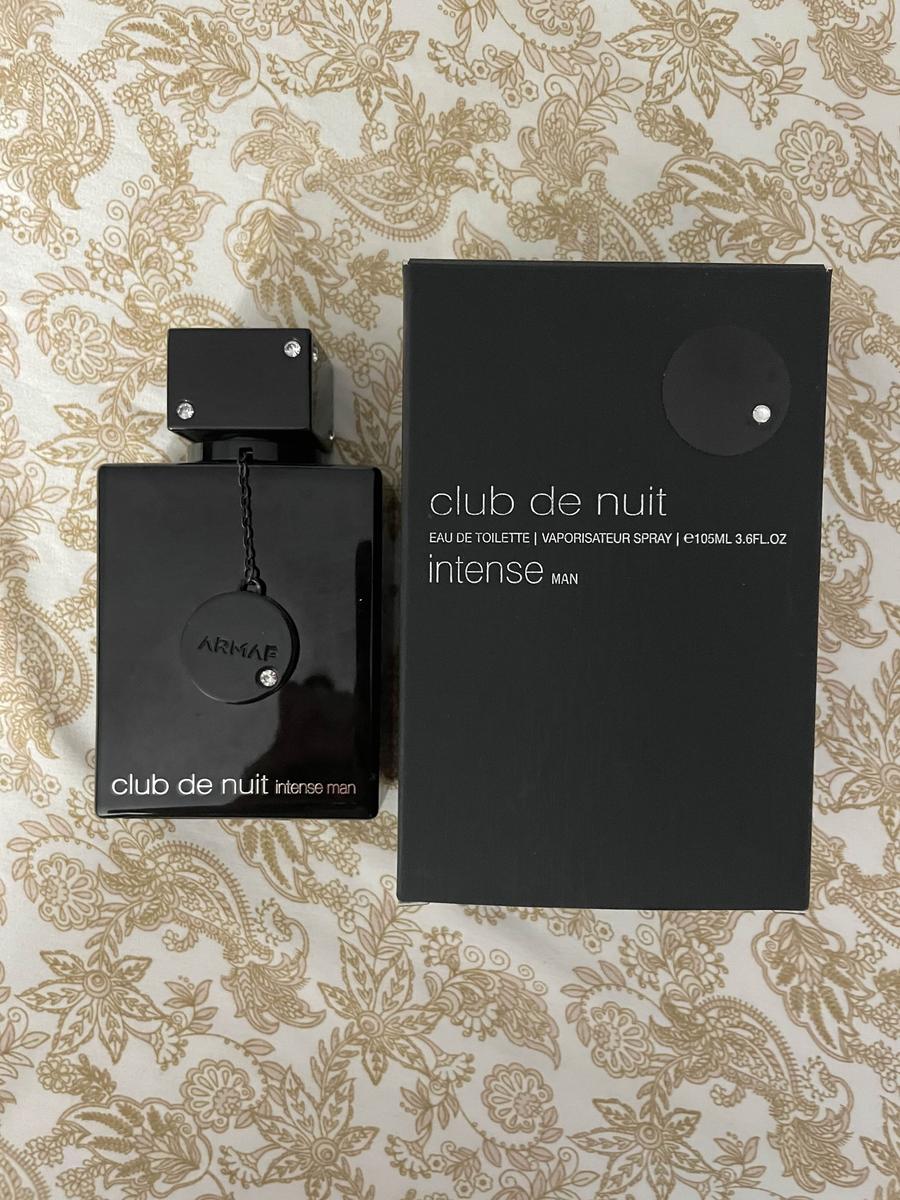 ARMAF
club de nuit intense man
club de nuit
EAU DE TOILETTE | VAPORISATEUR SPRAY | ℮105ML 3.6FL.OZ
intense MAN